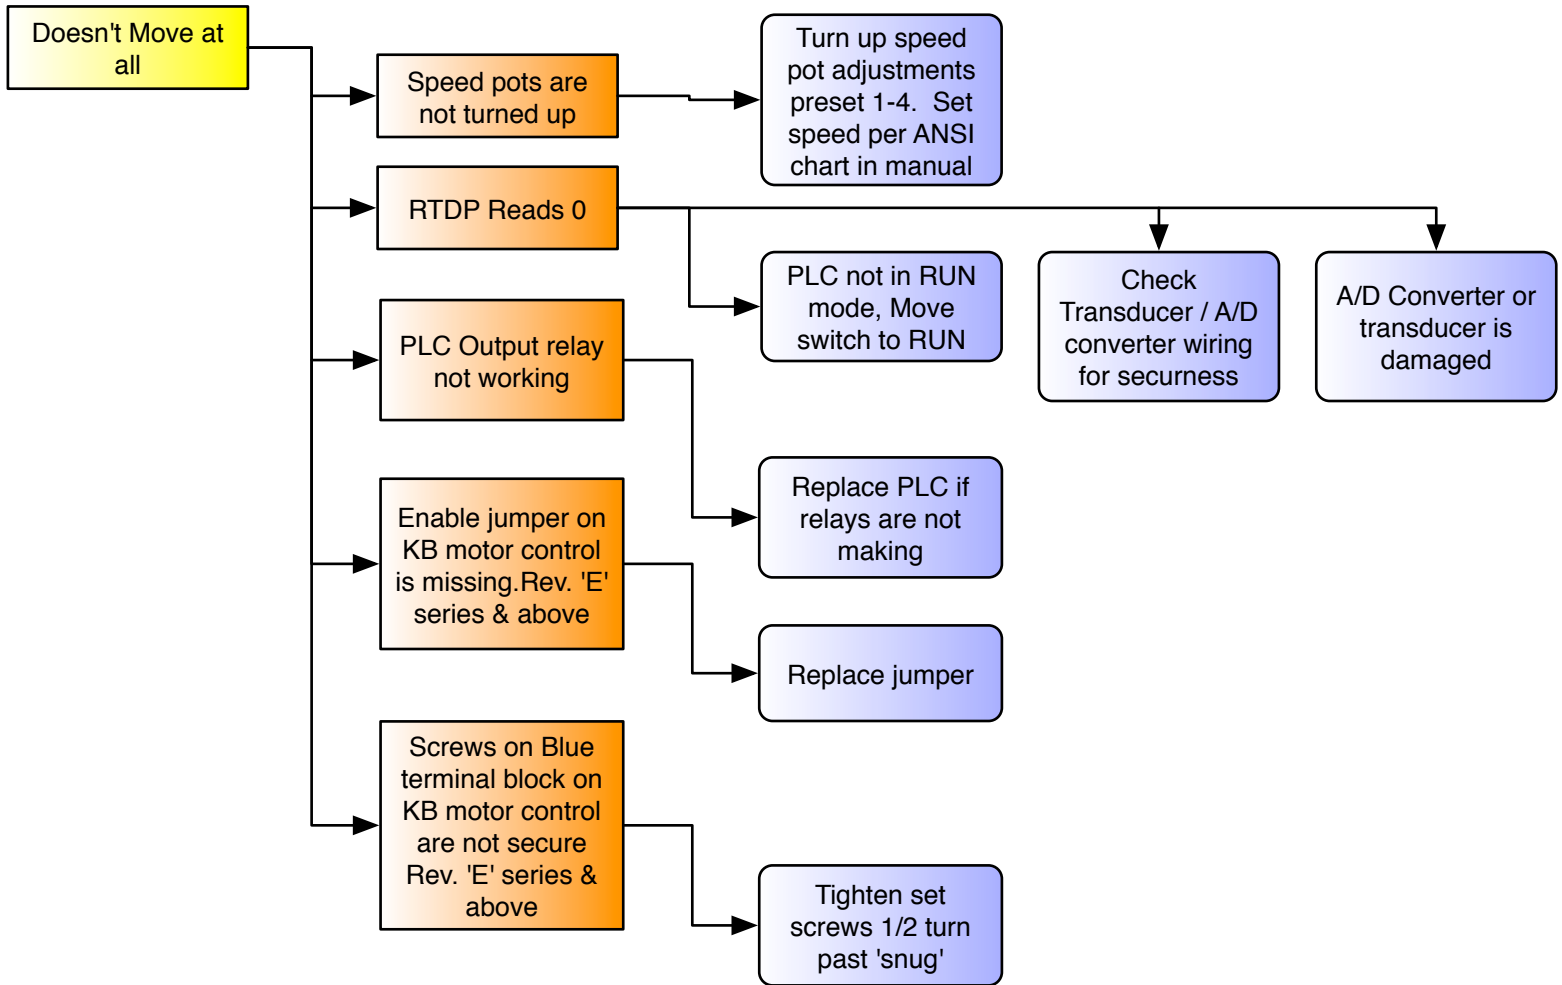 Doesn't Move at
all
Speed pots are
not turned up
Turn up speed
pot adjustments
preset 1-4.  Set
speed per ANSI
chart in manual
RTDP Reads 0
PLC not in RUN
mode, Move
switch to RUN
Check
Transducer / A/D
converter wiring
for securness
A/D Converter or
transducer is
damaged
PLC Output relay
not working
Replace PLC if
relays are not
making
Enable jumper on
KB motor control
is missing.Rev. 'E'
series & above
Replace jumper
Screws on Blue
terminal block on
KB motor control
are not secure
Rev. 'E' series &
above
Tighten set
screws 1/2 turn
past 'snug'